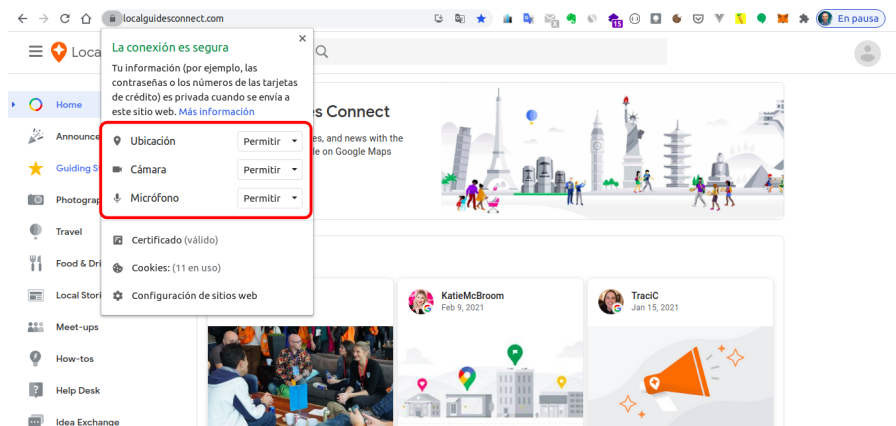 localguidesconnect.com
15
En pausa
Loca
La conexión es segura
Tu información (por ejemplo, las
contraseñas o los números de las tarjetas
de crédito) es privada cuando se envía a
este sitio web. Más información
Ubicación Permitir
Cámara Permitir
Micrófono Permitir
Certificado (válido)
Cookies: (11 en uso)
Configuración de sitios web
Home
Announce
Guiding S
Photograp
Travel
Food & Dri
Local Stori
Meet-ups
How-tos
Help Desk
Idea Exchange
s Connect
es, and news with the
le on Google Maps
KatieMcBroom
Feb 9, 2021
TraciC
Jan 15, 2021